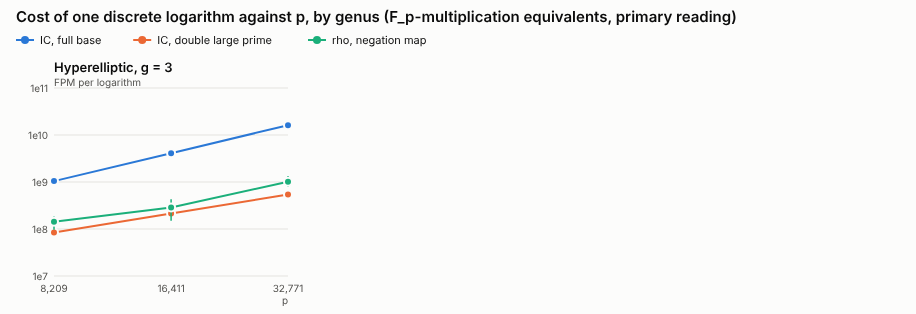 Cost of one discrete logarithm against p, by genus (F_p-multiplication equivalents, primary reading)
IC, full base IC, double large prime rho, negation map
Hyperelliptic, g = 3
FPM per logarithm
1e11
1e10
1e9
1e8
1e7
8,209 16,411 32,771
p